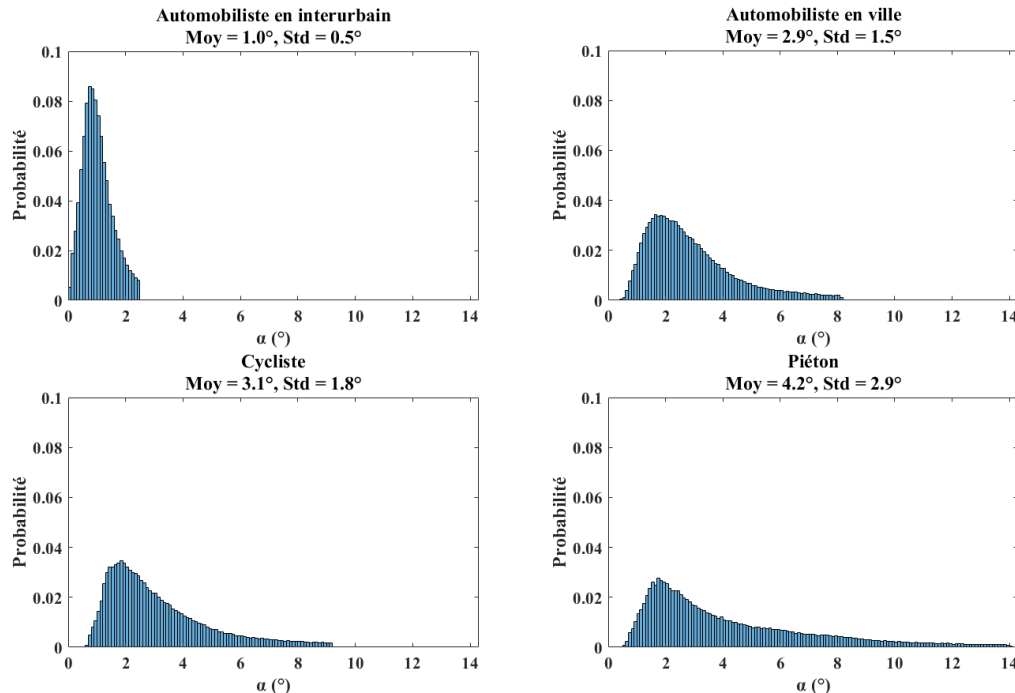 Automobiliste en interurbain
Moy = 1.0°, Std = 0.5°
0.1
0.08
0.06
0.04
0.02
0
Probabilité
0 2 4 6 8 10 12 14
α (°)
Automobiliste en ville
Moy = 2.9°, Std = 1.5°
0.1
0.08
0.06
0.04
0.02
0
Probabilité
0 2 4 6 8 10 12 14
α (°)
Cycliste
Moy = 3.1°, Std = 1.8°
0.1
0.08
0.06
0.04
0.02
0
Probabilité
0 2 4 6 8 10 12 14
α (°)
Piéton
Moy = 4.2°, Std = 2.9°
0.1
0.08
0.06
0.04
0.02
0
Probabilité
0 2 4 6 8 10 12 14
α (°)